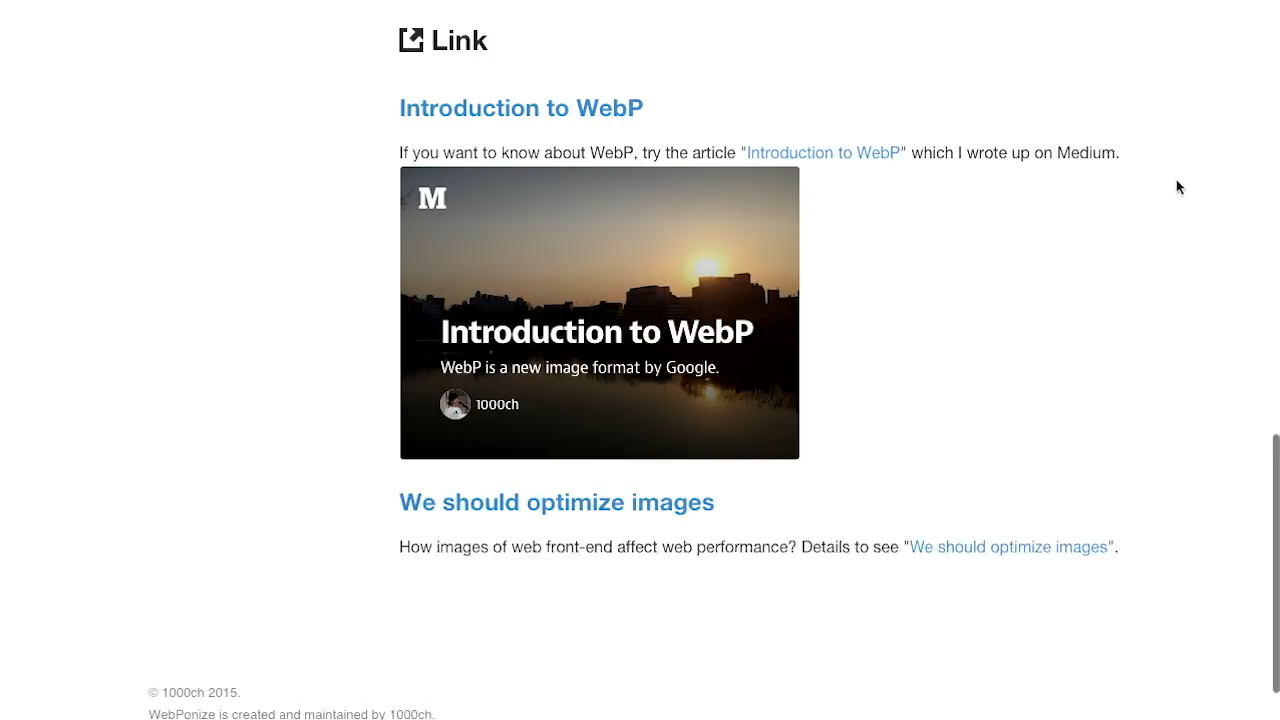 Link
Introduction to WebP
If you want to know about WebP, try the article "Introduction to WebP" which I wrote up on Medium.
M
Introduction to WebP
WebP is a new image format by Google.
1000ch
We should optimize images
How images of web front-end affect web performance? Details to see "We should optimize images".
© 1000ch 2015.
WebPonize is created and maintained by 1000ch.